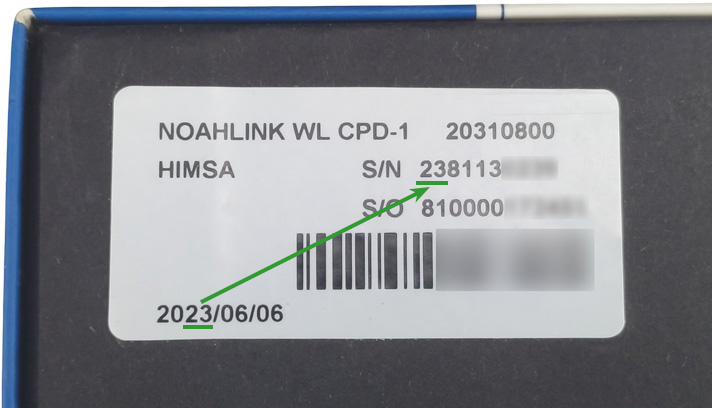 NOAHLINK WL CPD-1 20310800
HIMSA S/N 238113
S/O 810000
2023/06/06